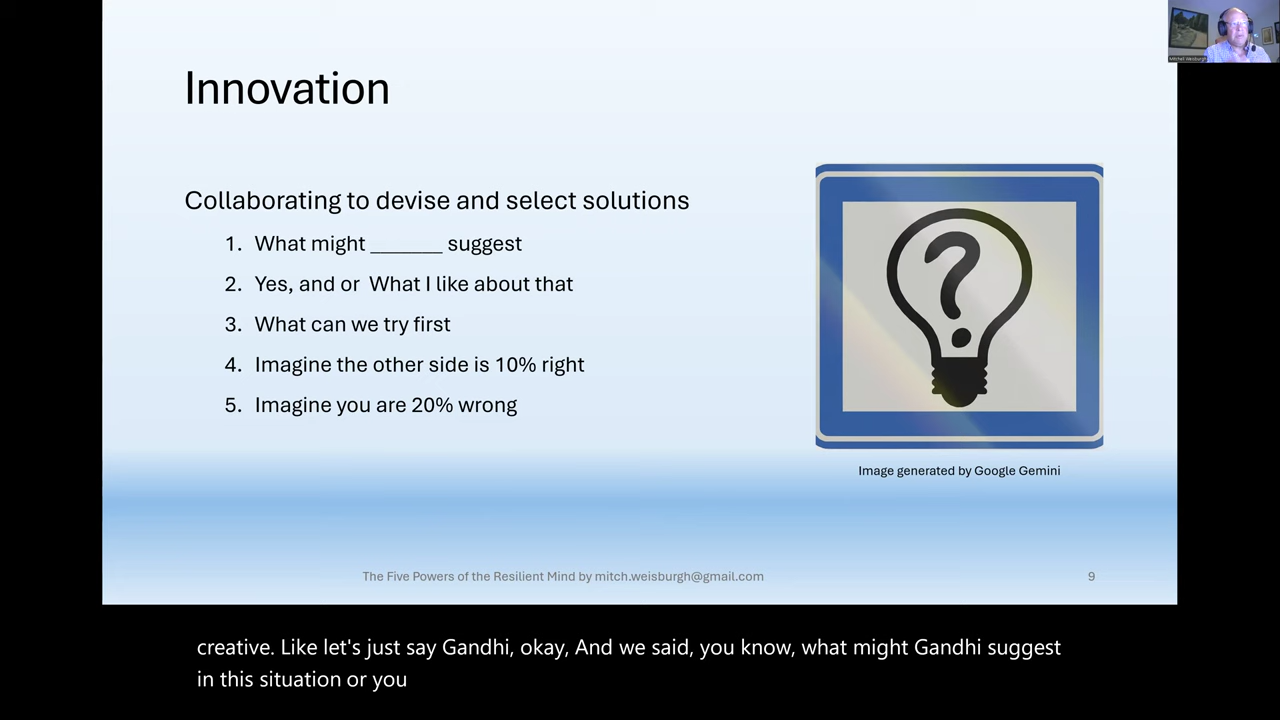 Innovation
Collaborating to devise and select solutions
1. What might _______ suggest
2. Yes, and or  What I like about that
3. What can we try first
4. Imagine the other side is 10% right
5. Imagine you are 20% wrong
?
Image generated by Google Gemini
The Five Powers of the Resilient Mind by mitch.weisburgh@gmail.com
9
Mitchell Weisburgh
creative. Like let's just say Gandhi, okay, And we said, you know, what might Gandhi suggest
in this situation or you